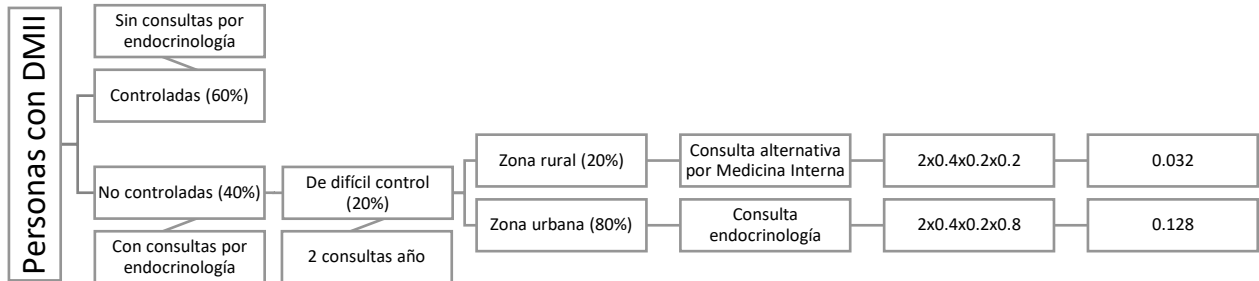 Personas con DMII
Sin consultas por
endocrinología
Controladas (60%)
No controladas (40%)
Con consultas por
endocrinología
De difícil control
(20%)
2 consultas año
Zona rural (20%)
Consulta alternativa
por Medicina Interna
2x0.4x0.2x0.2
0.032
Zona urbana (80%)
Consulta
endocrinología
2x0.4x0.2x0.8
0.128